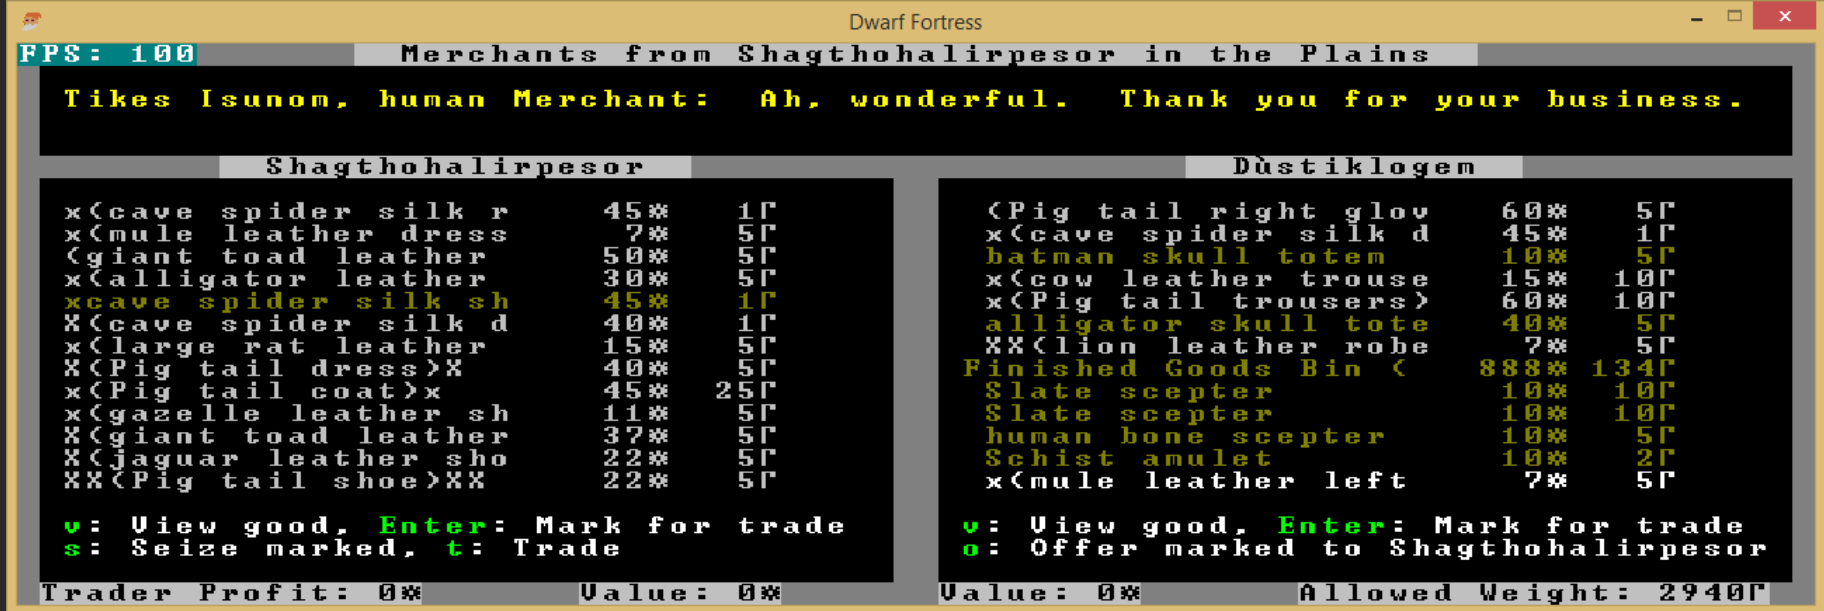 Dwarf Fortress
FPS: 100
Merchants from Shagthohalirpesor in the Plains
Tikes Isunom, human Merchant:  Ah, wonderful.  Thank you for your business.
Shagthohalirpesor
x(cave spider silk r 45☼ 1Γ
x(mule leather dress 7☼ 5Γ
(giant toad leather 50☼ 5Γ
x(alligator leather 30☼ 5Γ
xcave spider silk sh 45☼ 1Γ
X(cave spider silk d 40☼ 1Γ
x(large rat leather 15☼ 5Γ
X(Pig tail dress)X 40☼ 5Γ
x(Pig tail coat)x 45☼ 25Γ
x(gazelle leather sh 11☼ 5Γ
X(giant toad leather 37☼ 5Γ
X(jaguar leather sho 22☼ 5Γ
XX(Pig tail shoe)XX 22☼ 5Γ
v: View good, Enter: Mark for trade
s: Seize marked, t: Trade
Trader Profit: 0☼ Value: 0☼
Dùstiklogem
(Pig tail right glov 60☼ 5Γ
x(cave spider silk d 45☼ 1Γ
batman skull totem 10☼ 5Γ
x(cow leather trouse 15☼ 10Γ
x(Pig tail trousers) 60☼ 10Γ
alligator skull tote 40☼ 5Γ
XX(lion leather robe 7☼ 5Γ
Finished Goods Bin ( 888☼ 134Γ
Slate scepter 10☼ 10Γ
Slate scepter 10☼ 10Γ
human bone scepter 10☼ 5Γ
Schist amulet 10☼ 2Γ
x(mule leather left 7☼ 5Γ
v: View good, Enter: Mark for trade
o: Offer marked to Shagthohalirpesor
Value: 0☼ Allowed Weight: 2940Γ